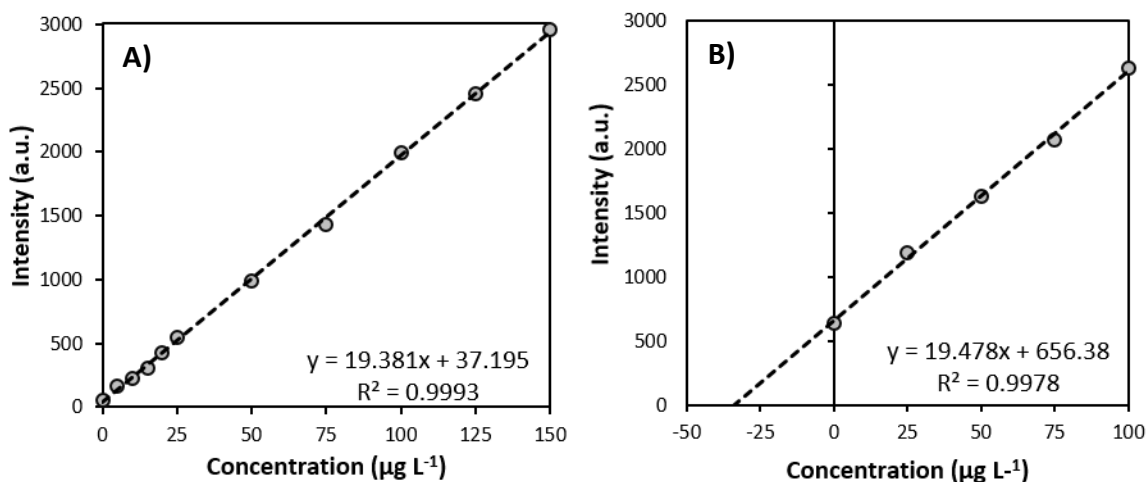 A)
Intensity (a.u.)
3000
2500
2000
1500
1000
500
0
y = 19.381x + 37.195
R² = 0.9993
0 25 50 75 100 125 150
Concentration (µg L⁻¹)
B)
Intensity (a.u.)
3000
2500
2000
1500
1000
500
0
y = 19.478x + 656.38
R² = 0.9978
-50 -25 0 25 50 75 100
Concentration (µg L-¹)